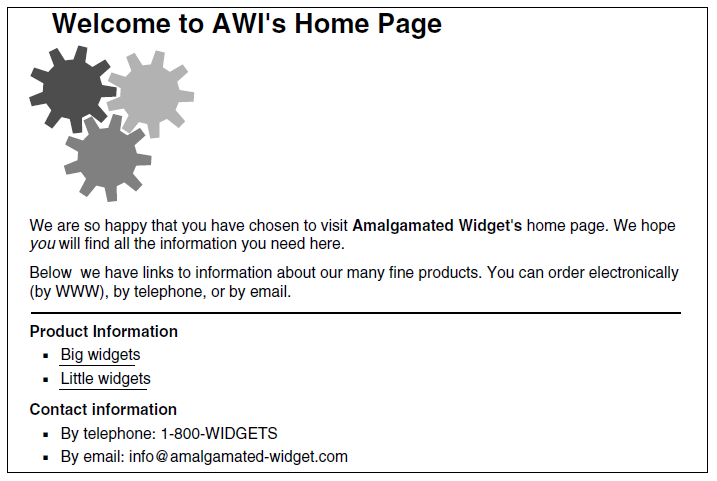 Welcome to AWI's Home Page
We are so happy that you have chosen to visit Amalgamated Widget's home page. We hope
you will find all the information you need here.
Below we have links to information about our many fine products. You can order electronically
(by WWW), by telephone, or by email.
Product Information
▪ Big widgets
▪ Little widgets
Contact information
▪ By telephone: 1-800-WIDGETS
▪ By email: info@amalgamated-widget.com